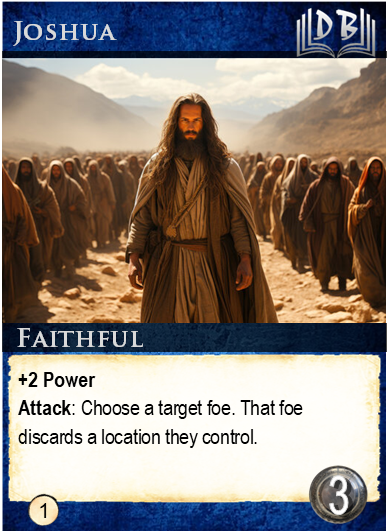 Joshua
DB
Faithful
+2 Power
Attack: Choose a target foe. That foe
discards a location they control.
1
3